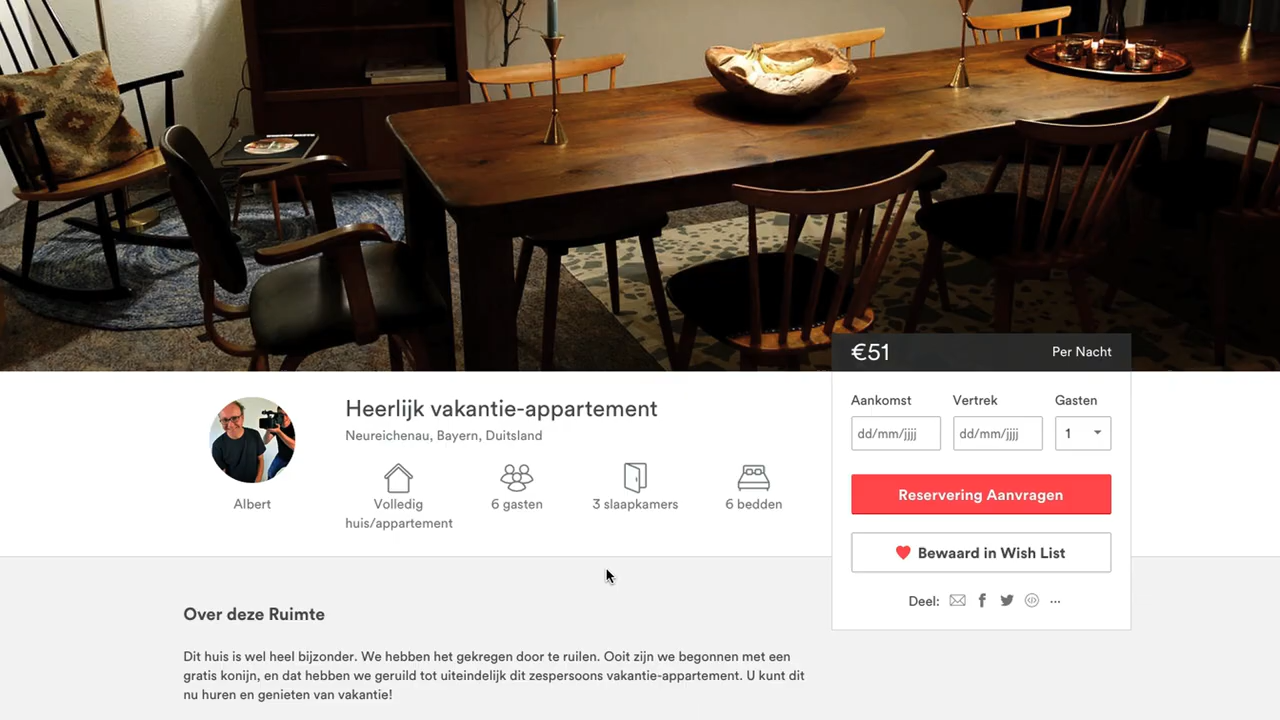 €51 Per Nacht
Heerlijk vakantie-appartement
Neureichenau, Bayern, Duitsland
Albert
Volledig
huis/appartement
6 gasten
3 slaapkamers
6 bedden
Aankomst Vertrek Gasten
dd/mm/jjjj dd/mm/jjjj 1
Reservering Aanvragen
Bewaard in Wish List
Deel:
Over deze Ruimte
Dit huis is wel heel bijzonder. We hebben het gekregen door te ruilen. Ooit zijn we begonnen met een
gratis konijn, en dat hebben we geruild tot uiteindelijk dit zespersoons vakantie-appartement. U kunt dit
nu huren en genieten van vakantie!